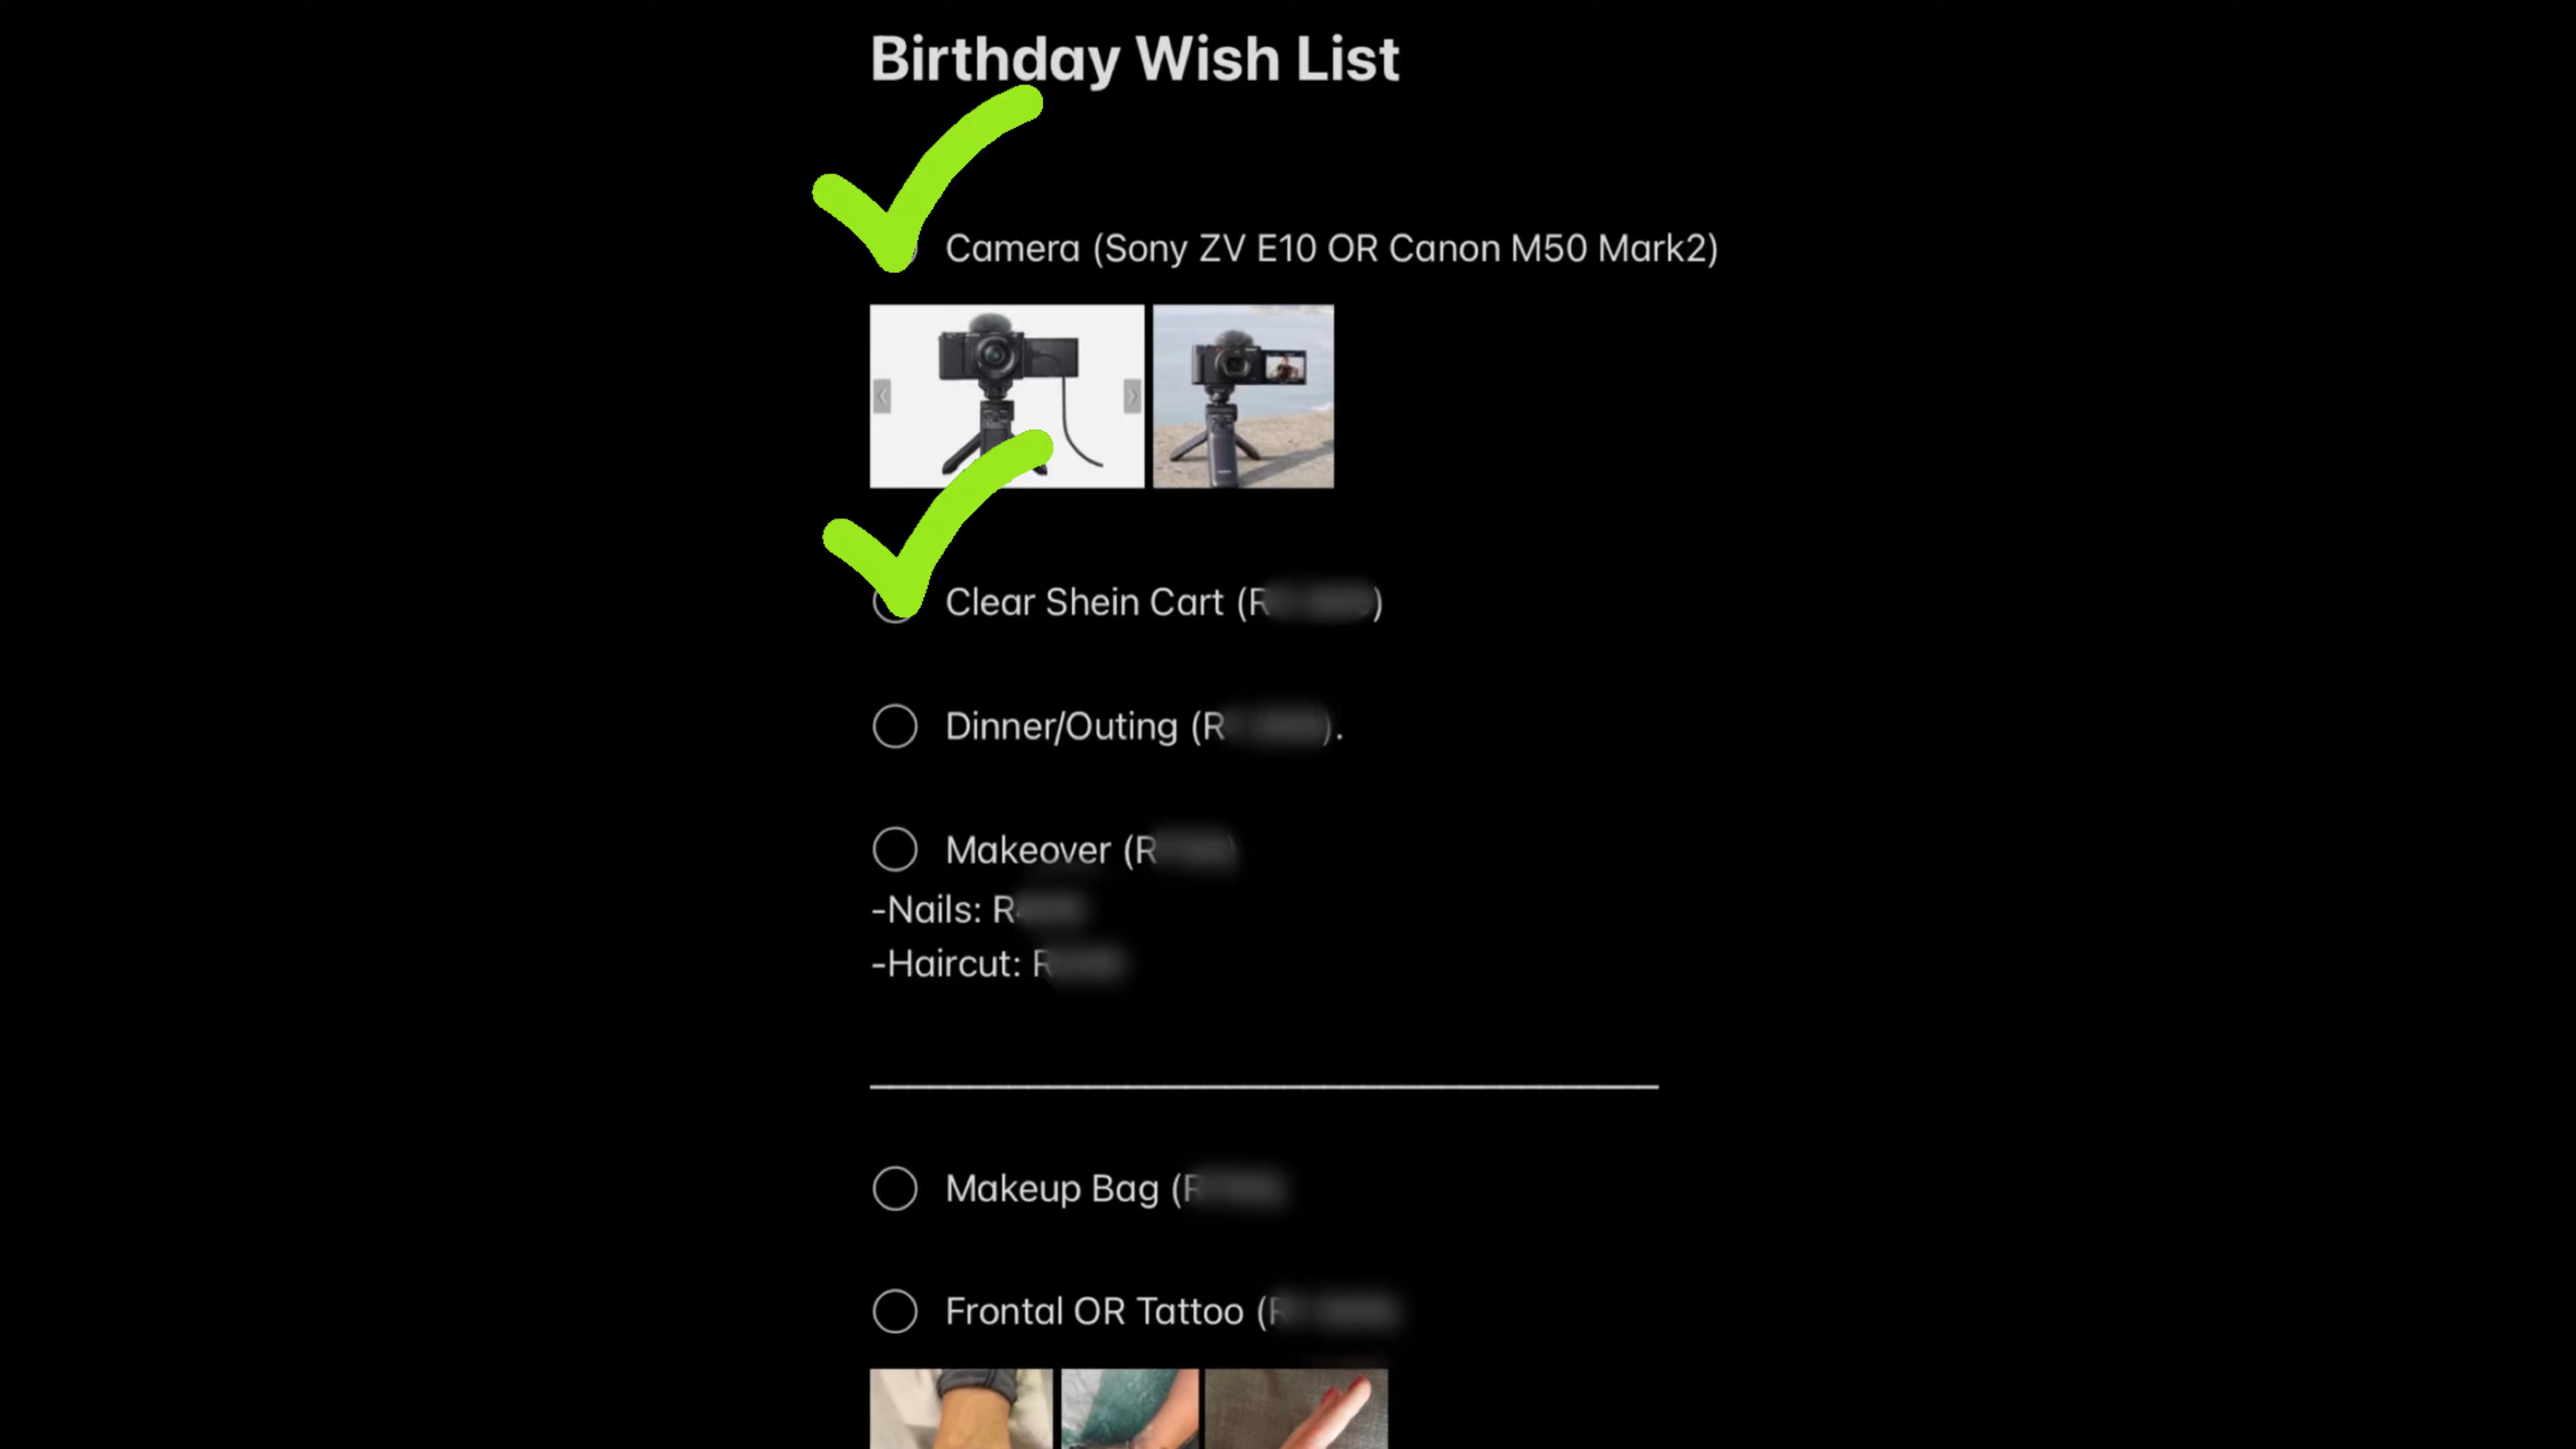 Birthday Wish List
Camera (Sony ZV E10 OR Canon M50 Mark2)
Clear Shein Cart (R )
Dinner/Outing (R ).
Makeover (R )
-Nails: R
-Haircut: R
Makeup Bag (R
Frontal OR Tattoo (R